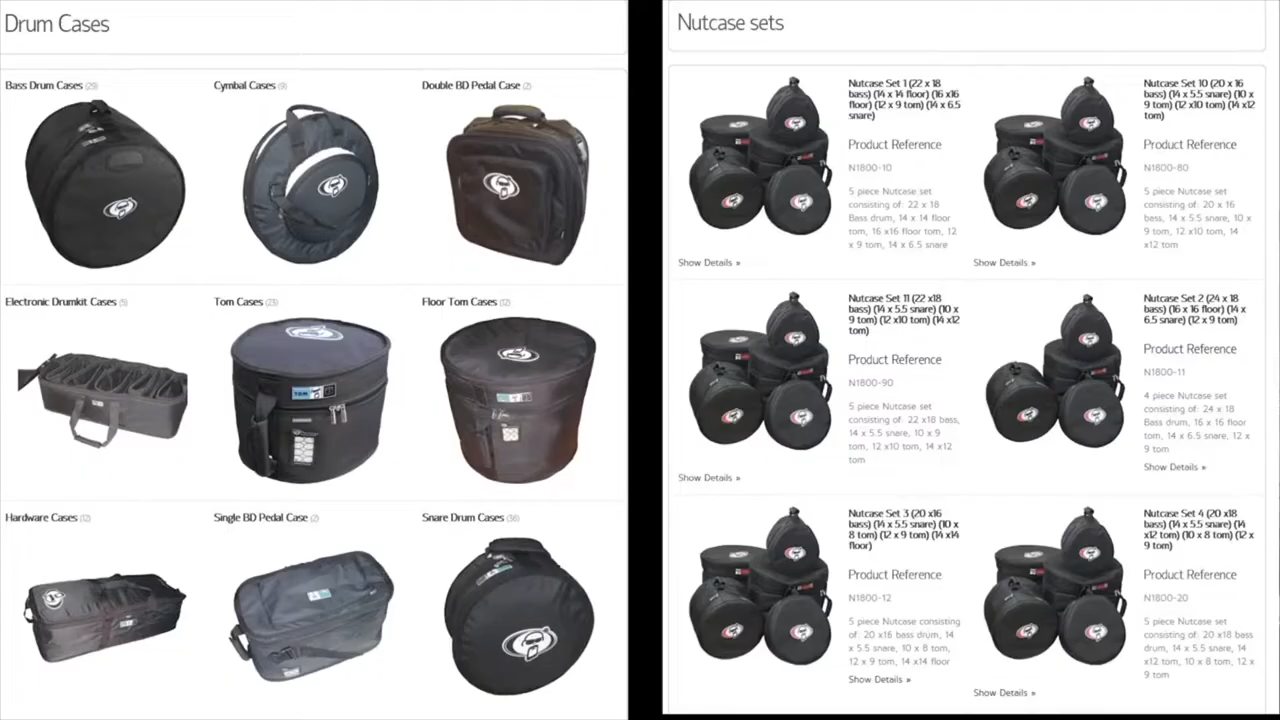 Drum Cases
Bass Drum Cases (29)
Cymbal Cases (9)
Double BD Pedal Case (2)
Electronic Drumkit Cases (5)
Tom Cases (23)
Floor Tom Cases (12)
TOM
Hardware Cases (12)
Single BD Pedal Case (2)
Snare Drum Cases (36)
Nutcase sets
Nutcase Set 1 (22 x 18
bass) (14 x 14 floor) (16 x16
floor) (12 x 9 tom) (14 x 6.5
snare)
Product Reference
N1800-10
5 piece Nutcase set
consisting of: 22 x 18
Bass drum, 14 x 14 floor
tom, 16 x16 floor tom, 12
x 9 tom, 14 x 6.5 snare
Show Details »
Nutcase Set 10 (20 x 16
bass) (14 x 5.5 snare) (10 x
9 tom) (12 x10 tom) (14 x12
tom)
Product Reference
N1800-80
5 piece Nutcase set
consisting of: 20 x 16
bass, 14 x 5.5 snare, 10 x
9 tom, 12 x10 tom, 14
x12 tom
Show Details »
Nutcase Set 11 (22 x18
bass) (14 x 5.5 snare) (10 x
9 tom) (12 x10 tom) (14 x12
tom)
Product Reference
N1800-90
5 piece Nutcase set
consisting of: 22 x18 bass,
14 x 5.5 snare, 10 x 9
tom, 12 x10 tom, 14 x12
tom
Show Details »
Nutcase Set 2 (24 x 18
bass) (16 x 16 floor) (14 x
6.5 snare) (12 x 9 tom)
Product Reference
N1800-11
4 piece Nutcase set
consisting of: 24 x 18
Bass drum, 16 x 16 floor
tom, 14 x 6.5 snare, 12 x
9 tom
Show Details »
Nutcase Set 3 (20 x16
bass) (14 x 5.5 snare) (10 x
8 tom) (12 x 9 tom) (14 x14
floor)
Product Reference
N1800-12
5 piece Nutcase consisting
of: 20 x16 bass drum, 14
x 5.5 snare, 10 x 8 tom,
12 x 9 tom, 14 x14 floor
Show Details »
Nutcase Set 4 (20 x18
bass) (14 x 5.5 snare) (14
x12 tom) (10 x 8 tom) (12 x
9 tom)
Product Reference
N1800-20
5 piece Nutcase set
consisting of: 20 x18 bass
drum, 14 x 5.5 snare, 14
x12 tom, 10 x 8 tom, 12 x
9 tom
Show Details »